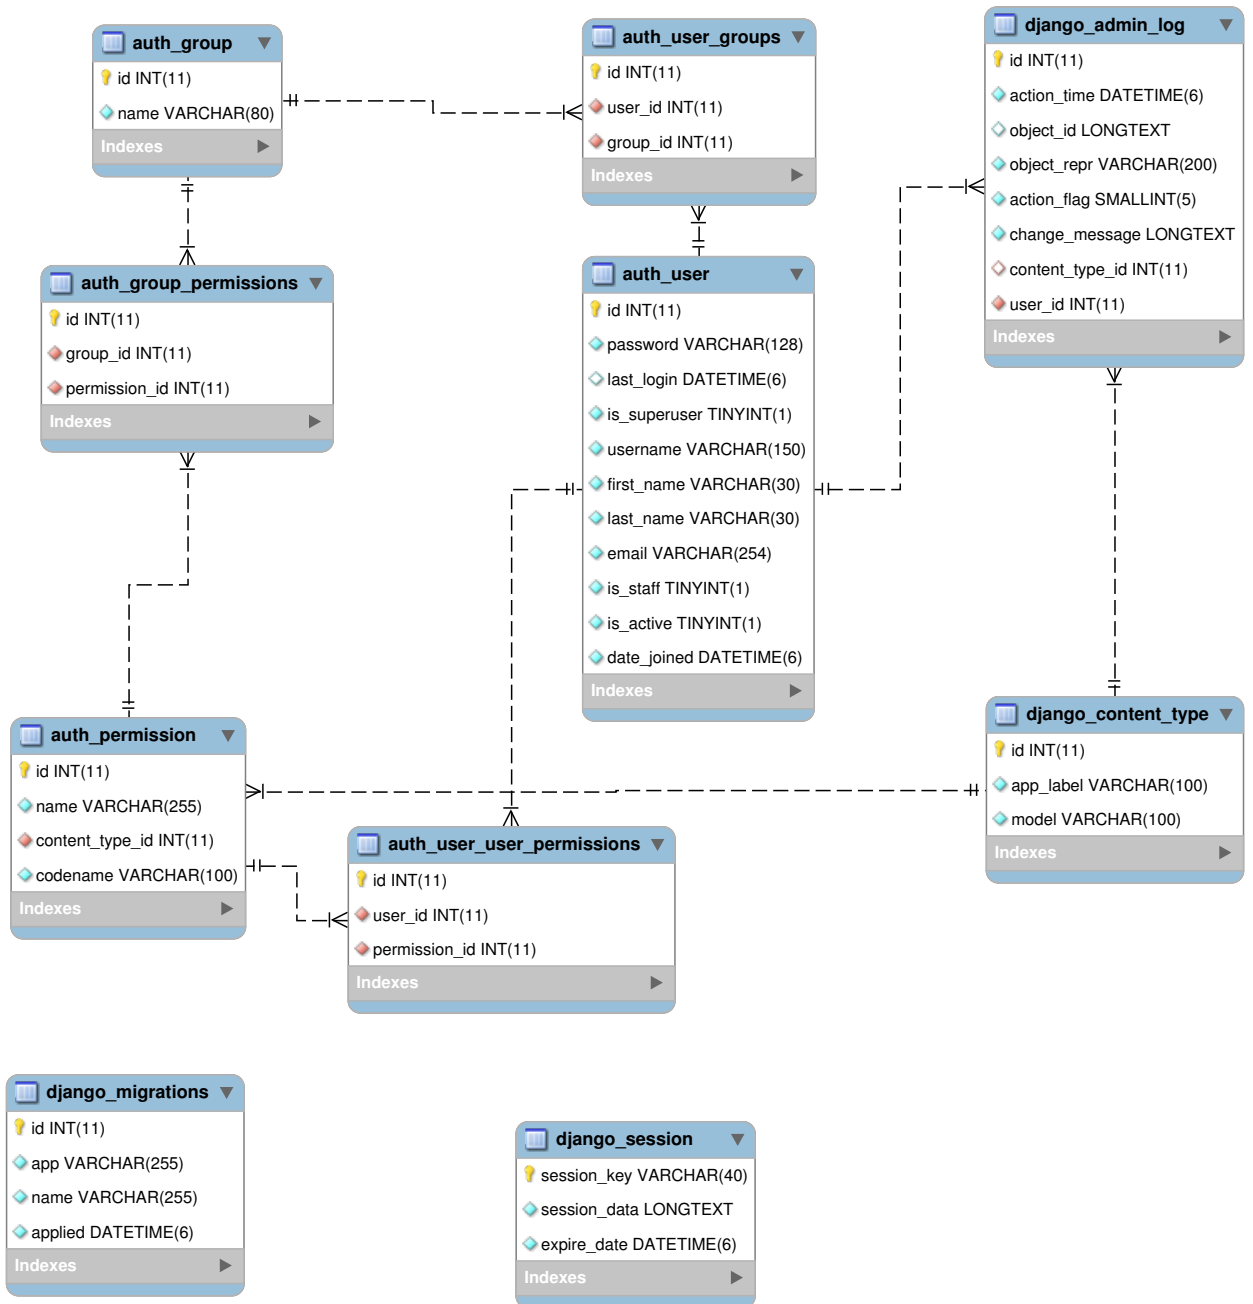 auth_group
id INT(11)
name VARCHAR(80)
Indexes
auth_user_groups
id INT(11)
user_id INT(11)
group_id INT(11)
Indexes
django_admin_log
id INT(11)
action_time DATETIME(6)
object_id LONGTEXT
object_repr VARCHAR(200)
action_flag SMALLINT(5)
change_message LONGTEXT
content_type_id INT(11)
user_id INT(11)
Indexes
auth_group_permissions
id INT(11)
group_id INT(11)
permission_id INT(11)
Indexes
auth_user
id INT(11)
password VARCHAR(128)
last_login DATETIME(6)
is_superuser TINYINT(1)
username VARCHAR(150)
first_name VARCHAR(30)
last_name VARCHAR(30)
email VARCHAR(254)
is_staff TINYINT(1)
is_active TINYINT(1)
date_joined DATETIME(6)
Indexes
auth_permission
id INT(11)
name VARCHAR(255)
content_type_id INT(11)
codename VARCHAR(100)
Indexes
django_content_type
id INT(11)
app_label VARCHAR(100)
model VARCHAR(100)
Indexes
auth_user_user_permissions
id INT(11)
user_id INT(11)
permission_id INT(11)
Indexes
django_migrations
id INT(11)
app VARCHAR(255)
name VARCHAR(255)
applied DATETIME(6)
Indexes
django_session
session_key VARCHAR(40)
session_data LONGTEXT
expire_date DATETIME(6)
Indexes